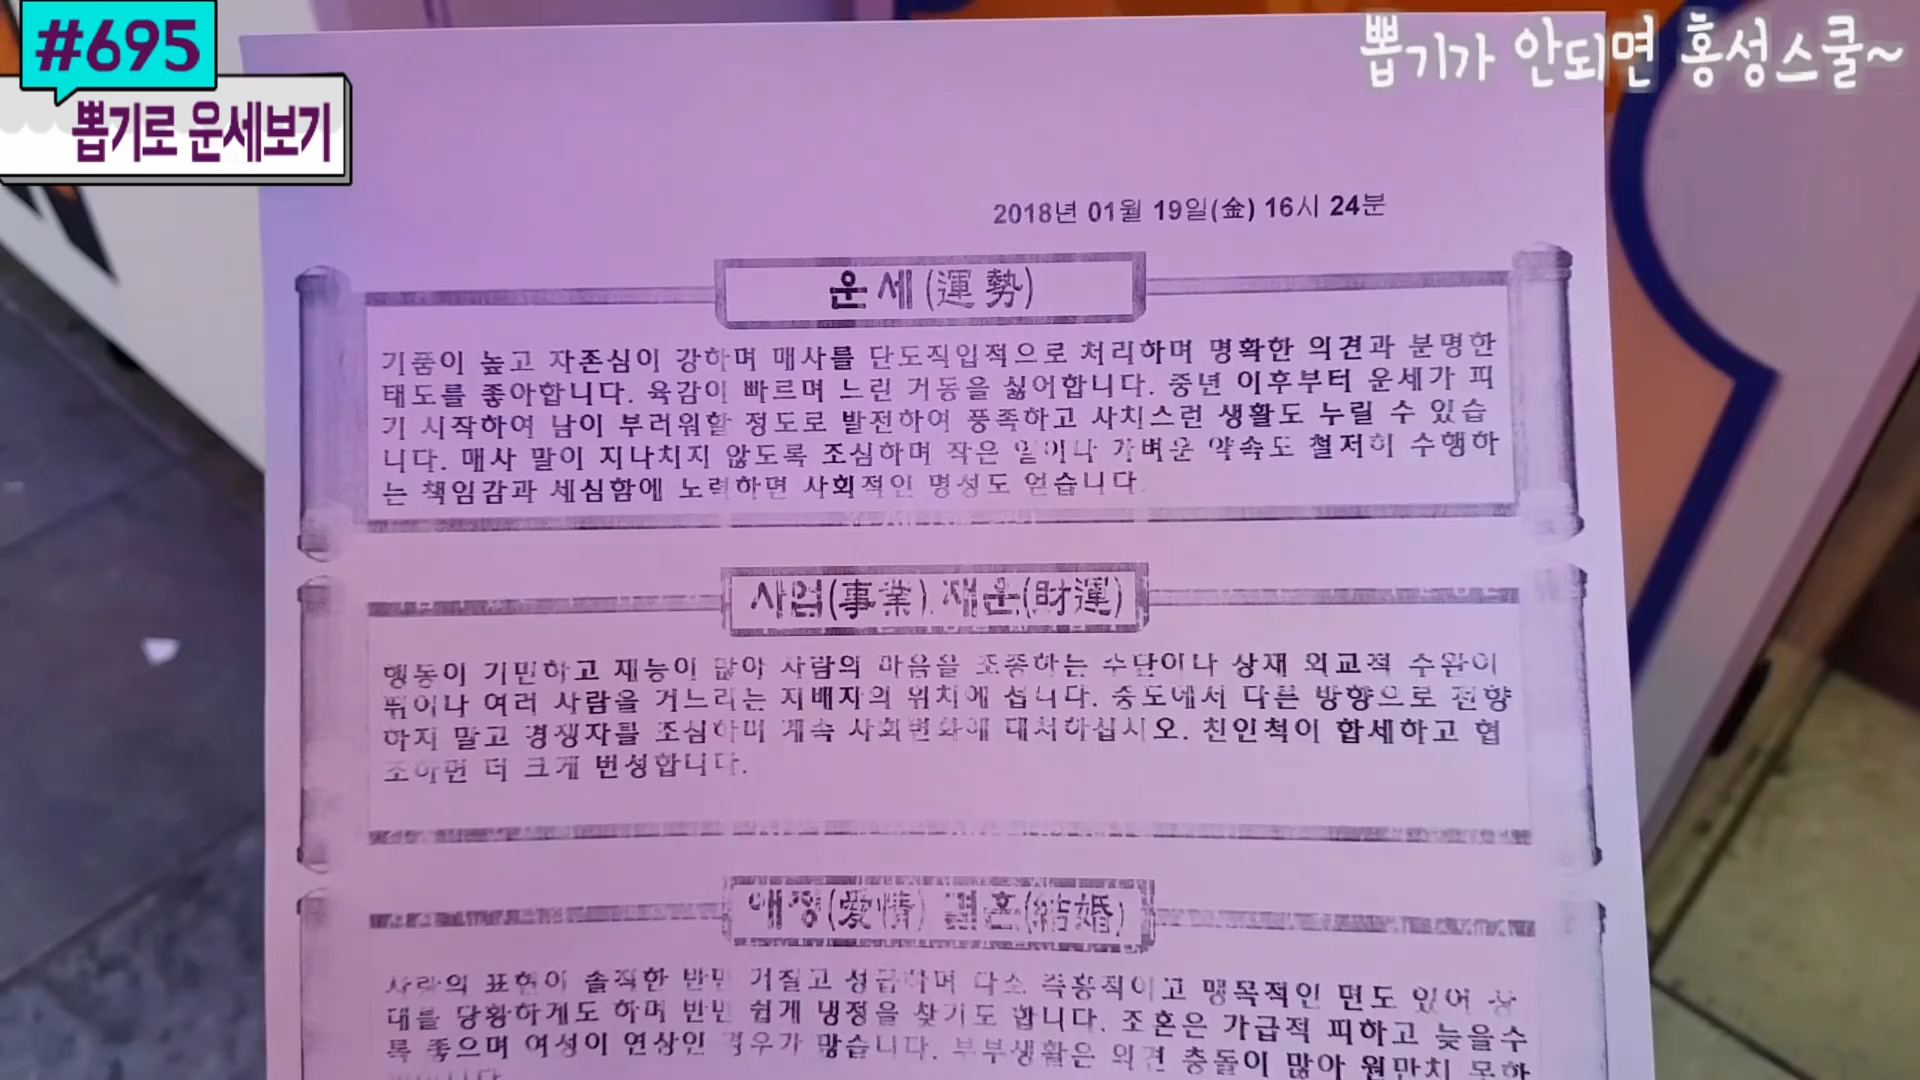 #695
뽑기로 운세보기
뽑기가 안되면 홍성스쿨~
2018년 01월 19일(金) 16시 24분
운세(運勢)
기품이 높고 자존심이 강하며 매사를 단도직입적으로 처리하며 명확한 의견과 분명한
태도를 좋아합니다. 육감이 빠르며 느린 거동을 싫어합니다. 중년 이후부터 운세가 피
기 시작하여 남이 부러워할 정도로 발전하여 풍족하고 사치스런 생활도 누릴 수 있습
니다. 매사 말이 지나치지 않도록 조심하며 작은 일이나 가벼운 약속도 철저히 수행하
는 책임감과 세심함에 노력하면 사회적인 명성도 얻습니다.
사업(事業).재운(財運)
행동이 기민하고 재능이 많아 사람의 마음을 조종하는 수단이나 상재 외교적 수완이
뛰어나 여러 사람을 거느리는 지배자의 위치에 섭니다. 중도에서 다른 방향으로 전향
하지 말고 경쟁자를 조심하며 계속 사회변화에 대처하십시오. 친인척이 합세하고 협
조하면 더 크게 번성합니다.
애정(愛情) 결혼(結婚)
사랑의 표현이 솔직한 반면 거칠고 성급하며 다소 즉흥적이고 맹목적인 면도 있어 상
대를 당황하게도 하며 반면 쉽게 냉정을 찾기도 합니다. 조혼은 가급적 피하고 늦을수
록 좋으며 여성이 연상인 경우가 많습니다. 부부생활은 의견 충돌이 많아 원만치 못하